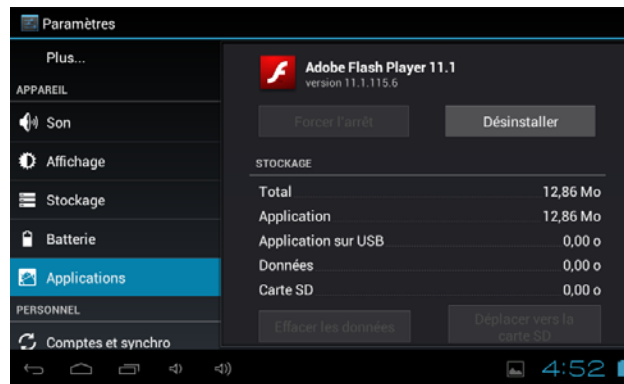 Paramètres
Plus...
APPAREIL
Son
Affichage
Stockage
Batterie
Applications
PERSONNEL
Comptes et synchro
Adobe Flash Player 11.1
version 11.1.115.6
Forcer l'arrêt
Désinstaller
STOCKAGE
Total 12,86 Mo
Application 12,86 Mo
Application sur USB 0,00 o
Données 0,00 o
Carte SD 0,00 o
Effacer les données
Déplacer vers la
carte SD
4:52